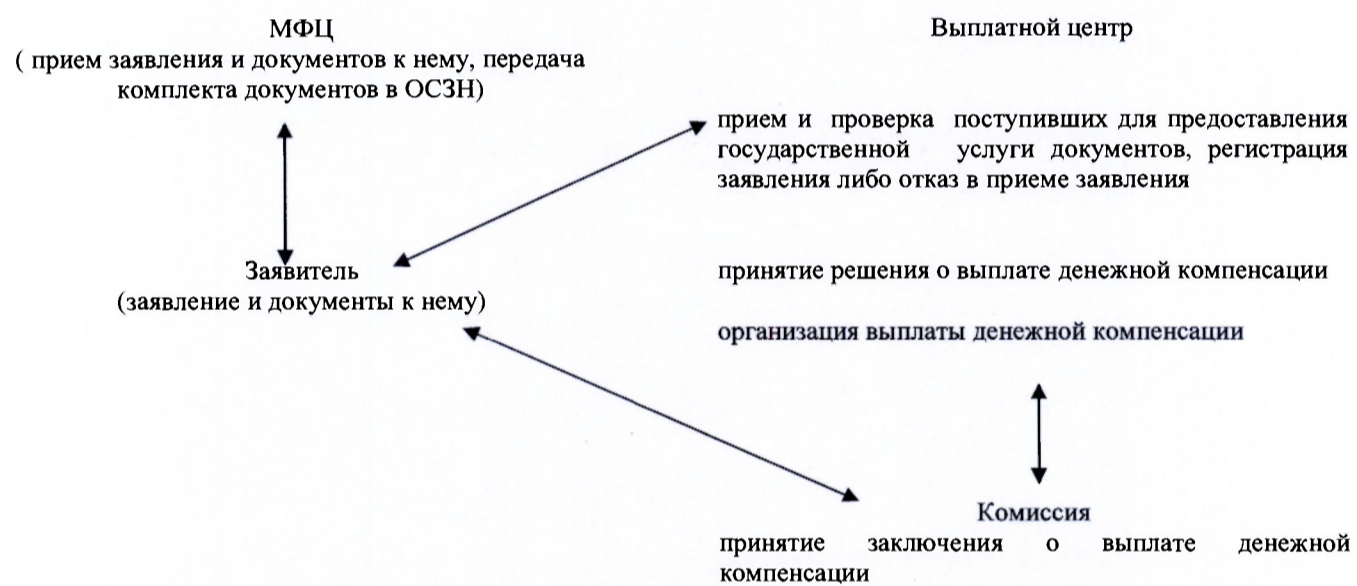 МФЦ
( прием заявления и документов к нему, передача
комплекта документов в ОСЗН)
Заявитель
(заявление и документы к нему)
Выплатной центр
прием и проверка поступивших для предоставления
государственной услуги документов, регистрация
заявления либо отказ в приеме заявления
принятие решения о выплате денежной компенсации
организация выплаты денежной компенсации
Комиссия
принятие заключения о выплате денежной
компенсации